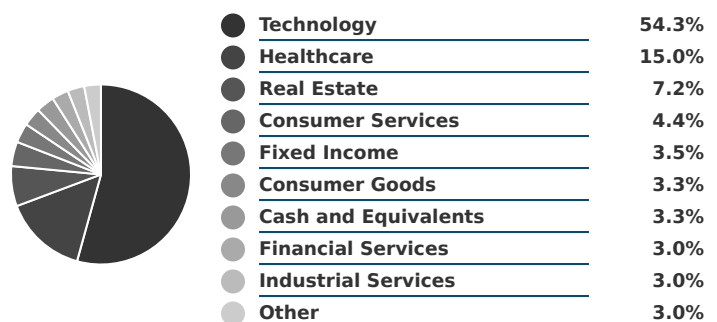 Technology 54.3%
Healthcare 15.0%
Real Estate 7.2%
Consumer Services 4.4%
Fixed Income 3.5%
Consumer Goods 3.3%
Cash and Equivalents 3.3%
Financial Services 3.0%
Industrial Services 3.0%
Other 3.0%